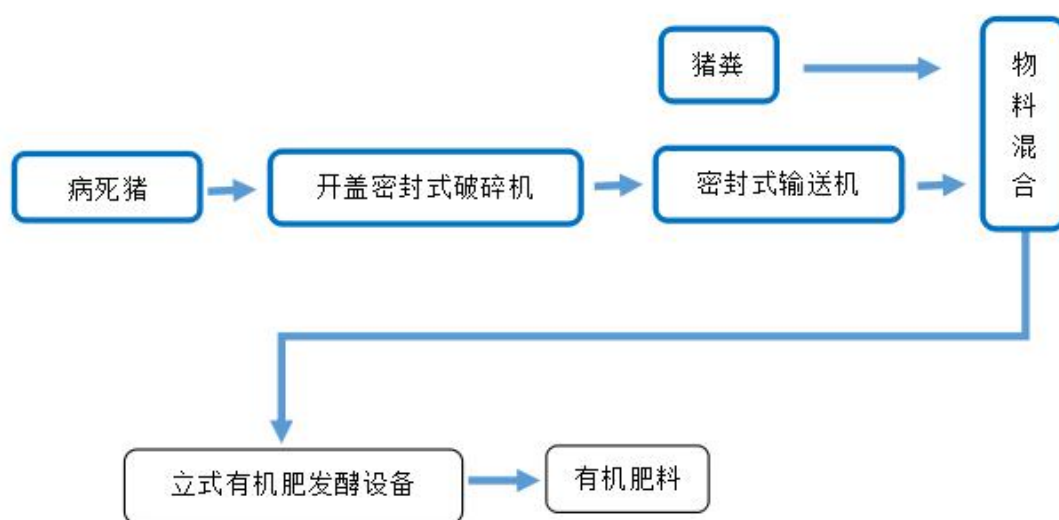 猪粪
物料混合
病死猪
开盖密封式破碎机
密封式输送机
立式有机肥发酵设备
有机肥料